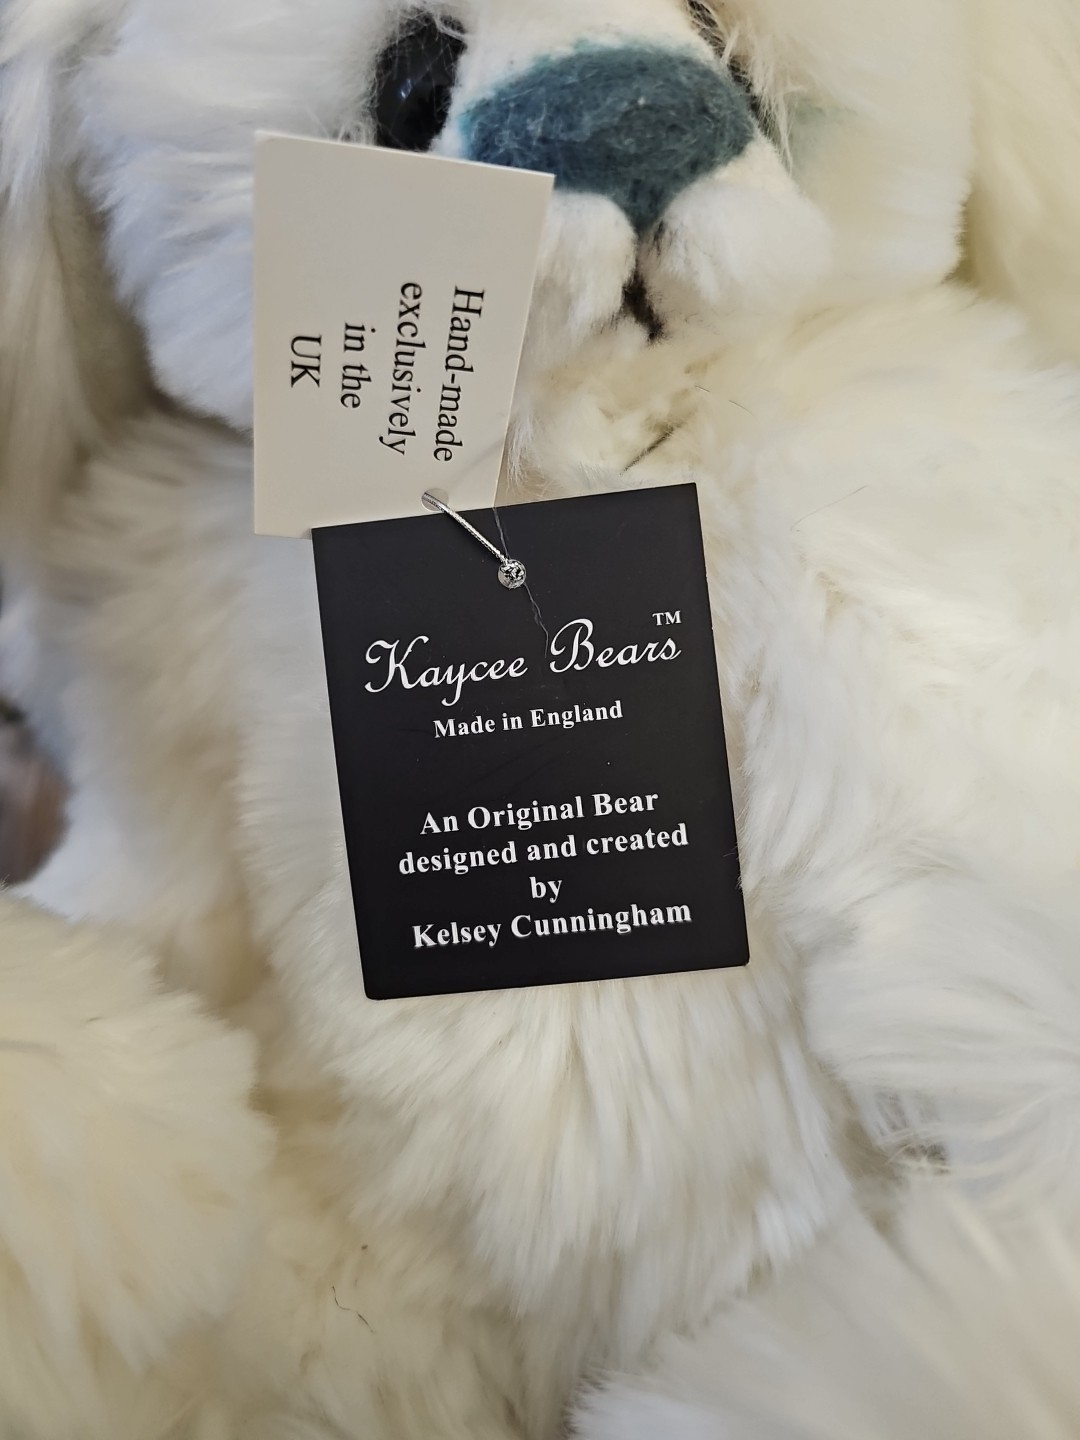 Hand-made
exclusively
in the
UK
Kaycee Bears™
Made in England
An Original Bear
designed and created
by
Kelsey Cunningham